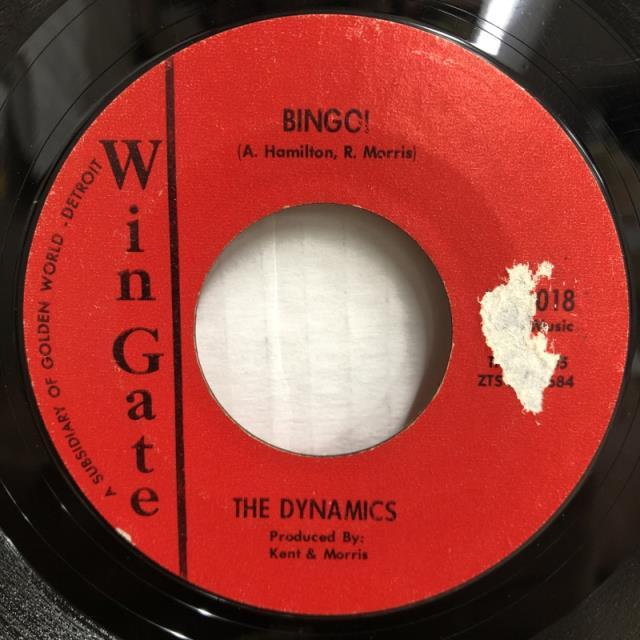 BINGO!
(A. Hamilton, R. Morris)
WinGate
A SUBSIDIARY OF GOLDEN WORLD - DETROIT
018
Music
ZTS 584
THE DYNAMICS
Produced By:
Kent & Morris